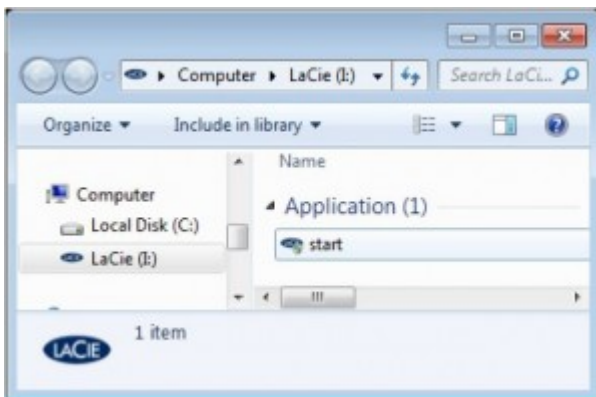 Computer LaCie (I:) Search LaCi...
Organize Include in library
Name
Computer
Application (1)
Local Disk (C:)
start
LaCie (I:)
1 item
LACIE